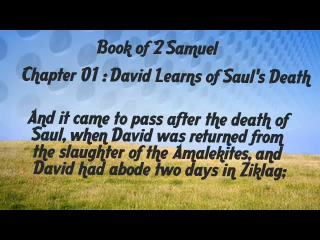 Book of 2 Samuel
Chapter 01 : David Learns of Saul's Death
And it came to pass after the death of
Saul, when David was returned from
the slaughter of the Amalekites, and
David had abode two days in Ziklag;